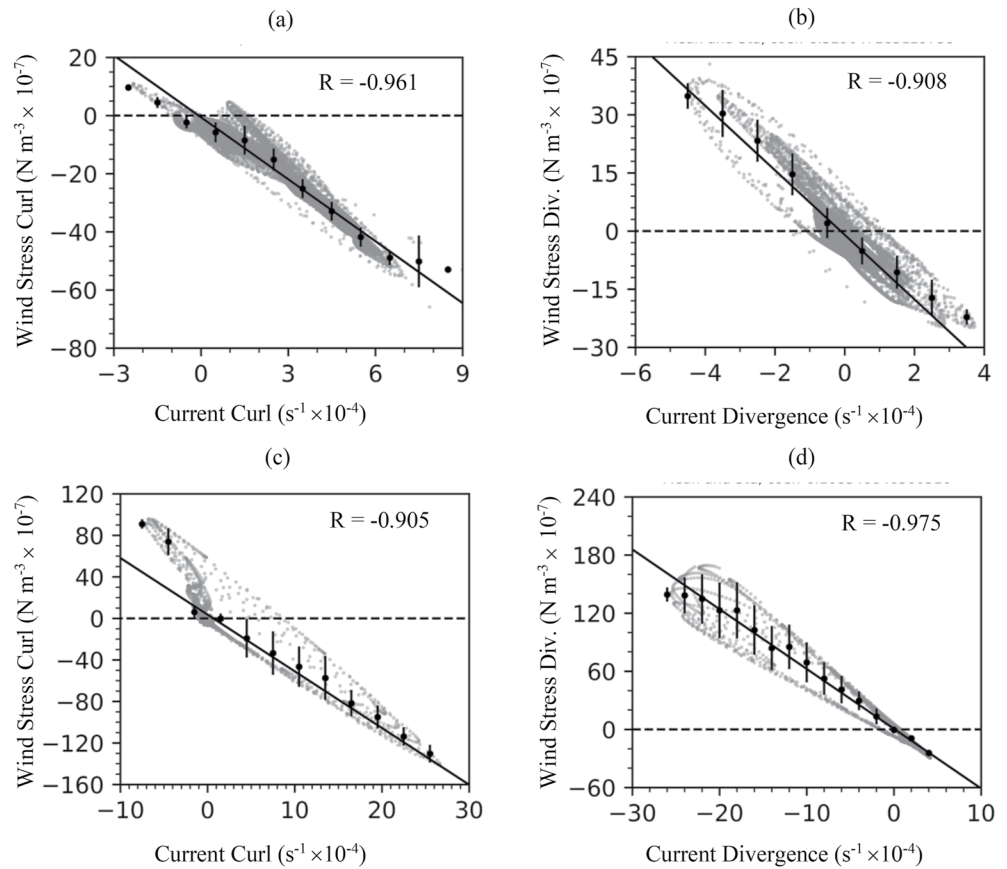 (a)
R = -0.961
Wind Stress Curl (N m⁻³ × 10⁻⁷)
20
0
−20
−40
−60
−80
−3 0 3 6 9
Current Curl (s⁻¹ ×10⁻⁴)
(b)
R = -0.908
Wind Stress Div. (N m⁻³ × 10⁻⁷)
45
30
15
0
−15
−30
−6 −4 −2 0 2 4
Current Divergence (s⁻¹ ×10⁻⁴)
(c)
R = -0.905
Wind Stress Curl (N m⁻³ × 10⁻⁷)
120
80
40
0
−40
−80
−120
−160
−10 0 10 20 30
Current Curl (s⁻¹ ×10⁻⁴)
(d)
R = -0.975
Wind Stress Div. (N m⁻³ × 10⁻⁷)
240
180
120
60
0
−60
−30 −20 −10 0 10
Current Divergence (s⁻¹ ×10⁻⁴)